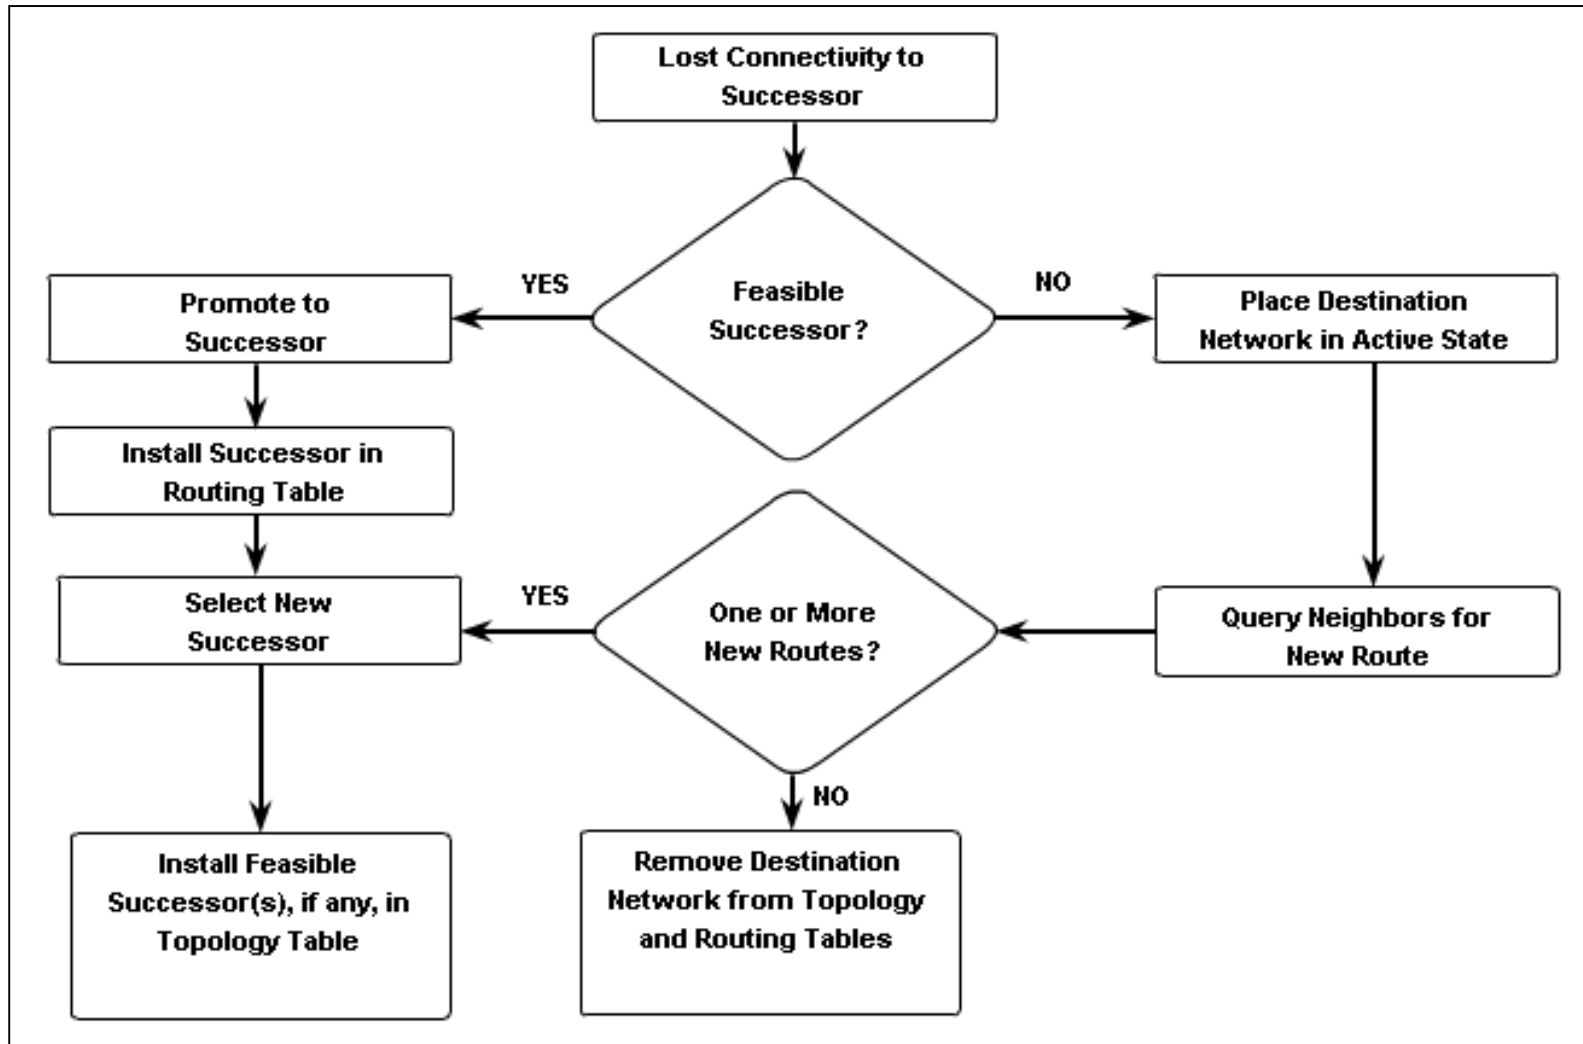 Lost Connectivity to
Successor
Feasible
Successor?
YES
NO
Promote to
Successor
Place Destination
Network in Active State
Install Successor in
Routing Table
Select New
Successor
YES
One or More
New Routes?
Query Neighbors for
New Route
NO
Install Feasible
Successor(s), if any, in
Topology Table
Remove Destination
Network from Topology
and Routing Tables